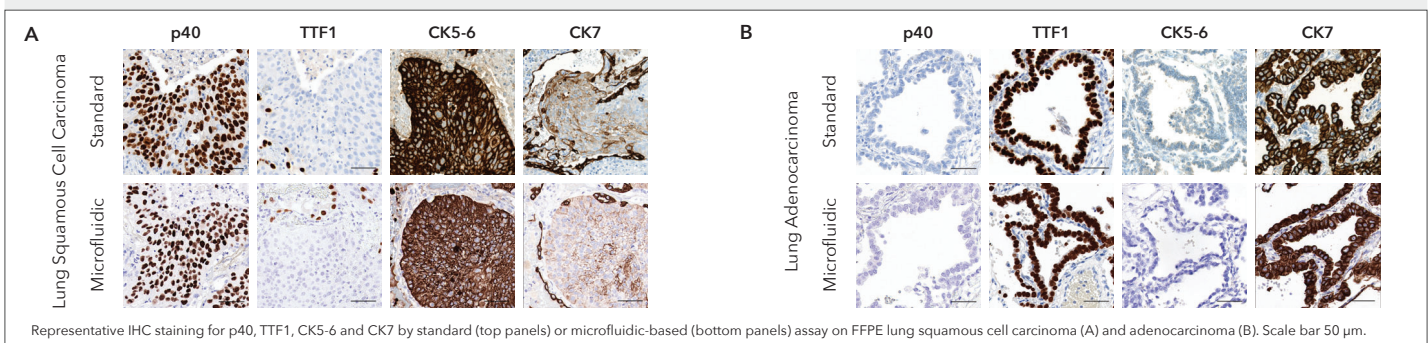 A
p40 TTF1 CK5-6 CK7
Lung Squamous Cell Carcinoma
Standard
Microfluidic
B
p40 TTF1 CK5-6 CK7
Lung Adenocarcinoma
Standard
Microfluidic
Representative IHC staining for p40, TTF1, CK5-6 and CK7 by standard (top panels) or microfluidic-based (bottom panels) assay on FFPE lung squamous cell carcinoma (A) and adenocarcinoma (B). Scale bar 50 μm.